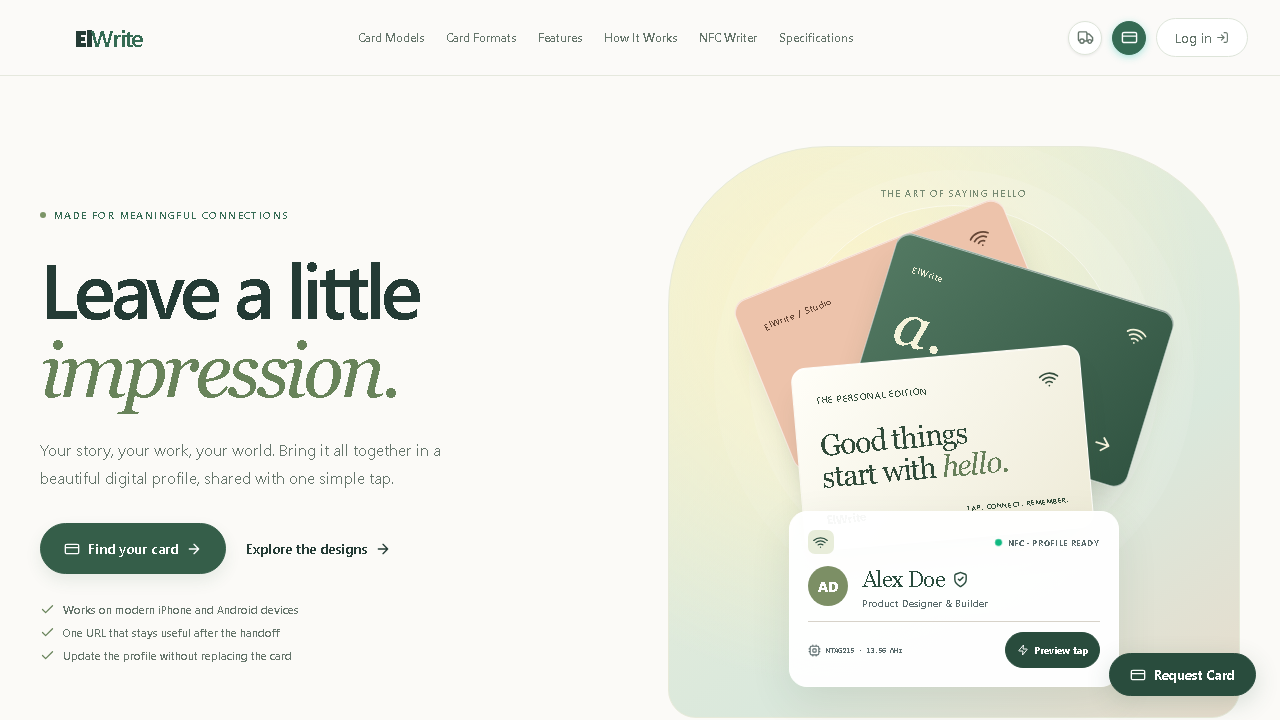 ElWrite
Card Models
Card Formats
Features
How It Works
NFC Writer
Specifications
Log in
MADE FOR MEANINGFUL CONNECTIONS
Leave a little
impression.
Your story, your work, your world. Bring it all together in a
beautiful digital profile, shared with one simple tap.
Find your card
Explore the designs
Works on modern iPhone and Android devices
One URL that stays useful after the handoff
Update the profile without replacing the card
THE ART OF SAYING HELLO
ElWrite / Studio
ElWrite
a.
THE PERSONAL EDITION
Good things
start with hello.
TAP. CONNECT. REMEMBER.
ElWrite
NFC · PROFILE READY
AD
Alex Doe
Product Designer & Builder
NTAG215 · 13.56 MHz
Preview tap
Request Card